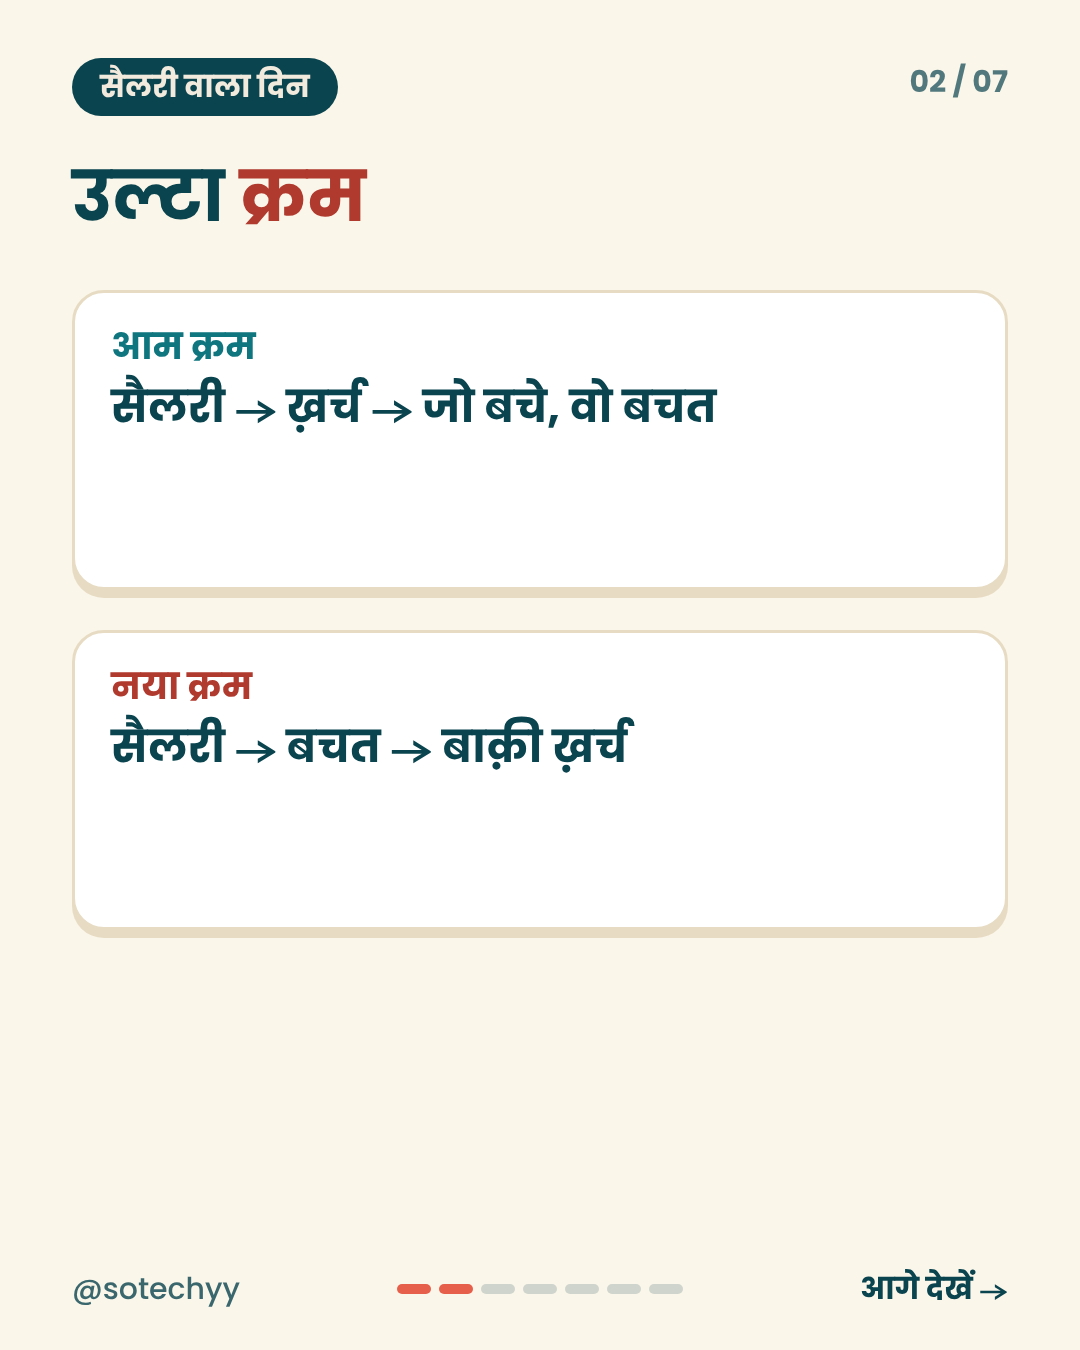 सैलरी वाला दिन
02 / 07
उल्टा क्रम
आम क्रम
सैलरी → ख़र्च → जो बचे, वो बचत
नया क्रम
सैलरी → बचत → बाक़ी ख़र्च
@sotechyy
आगे देखें →